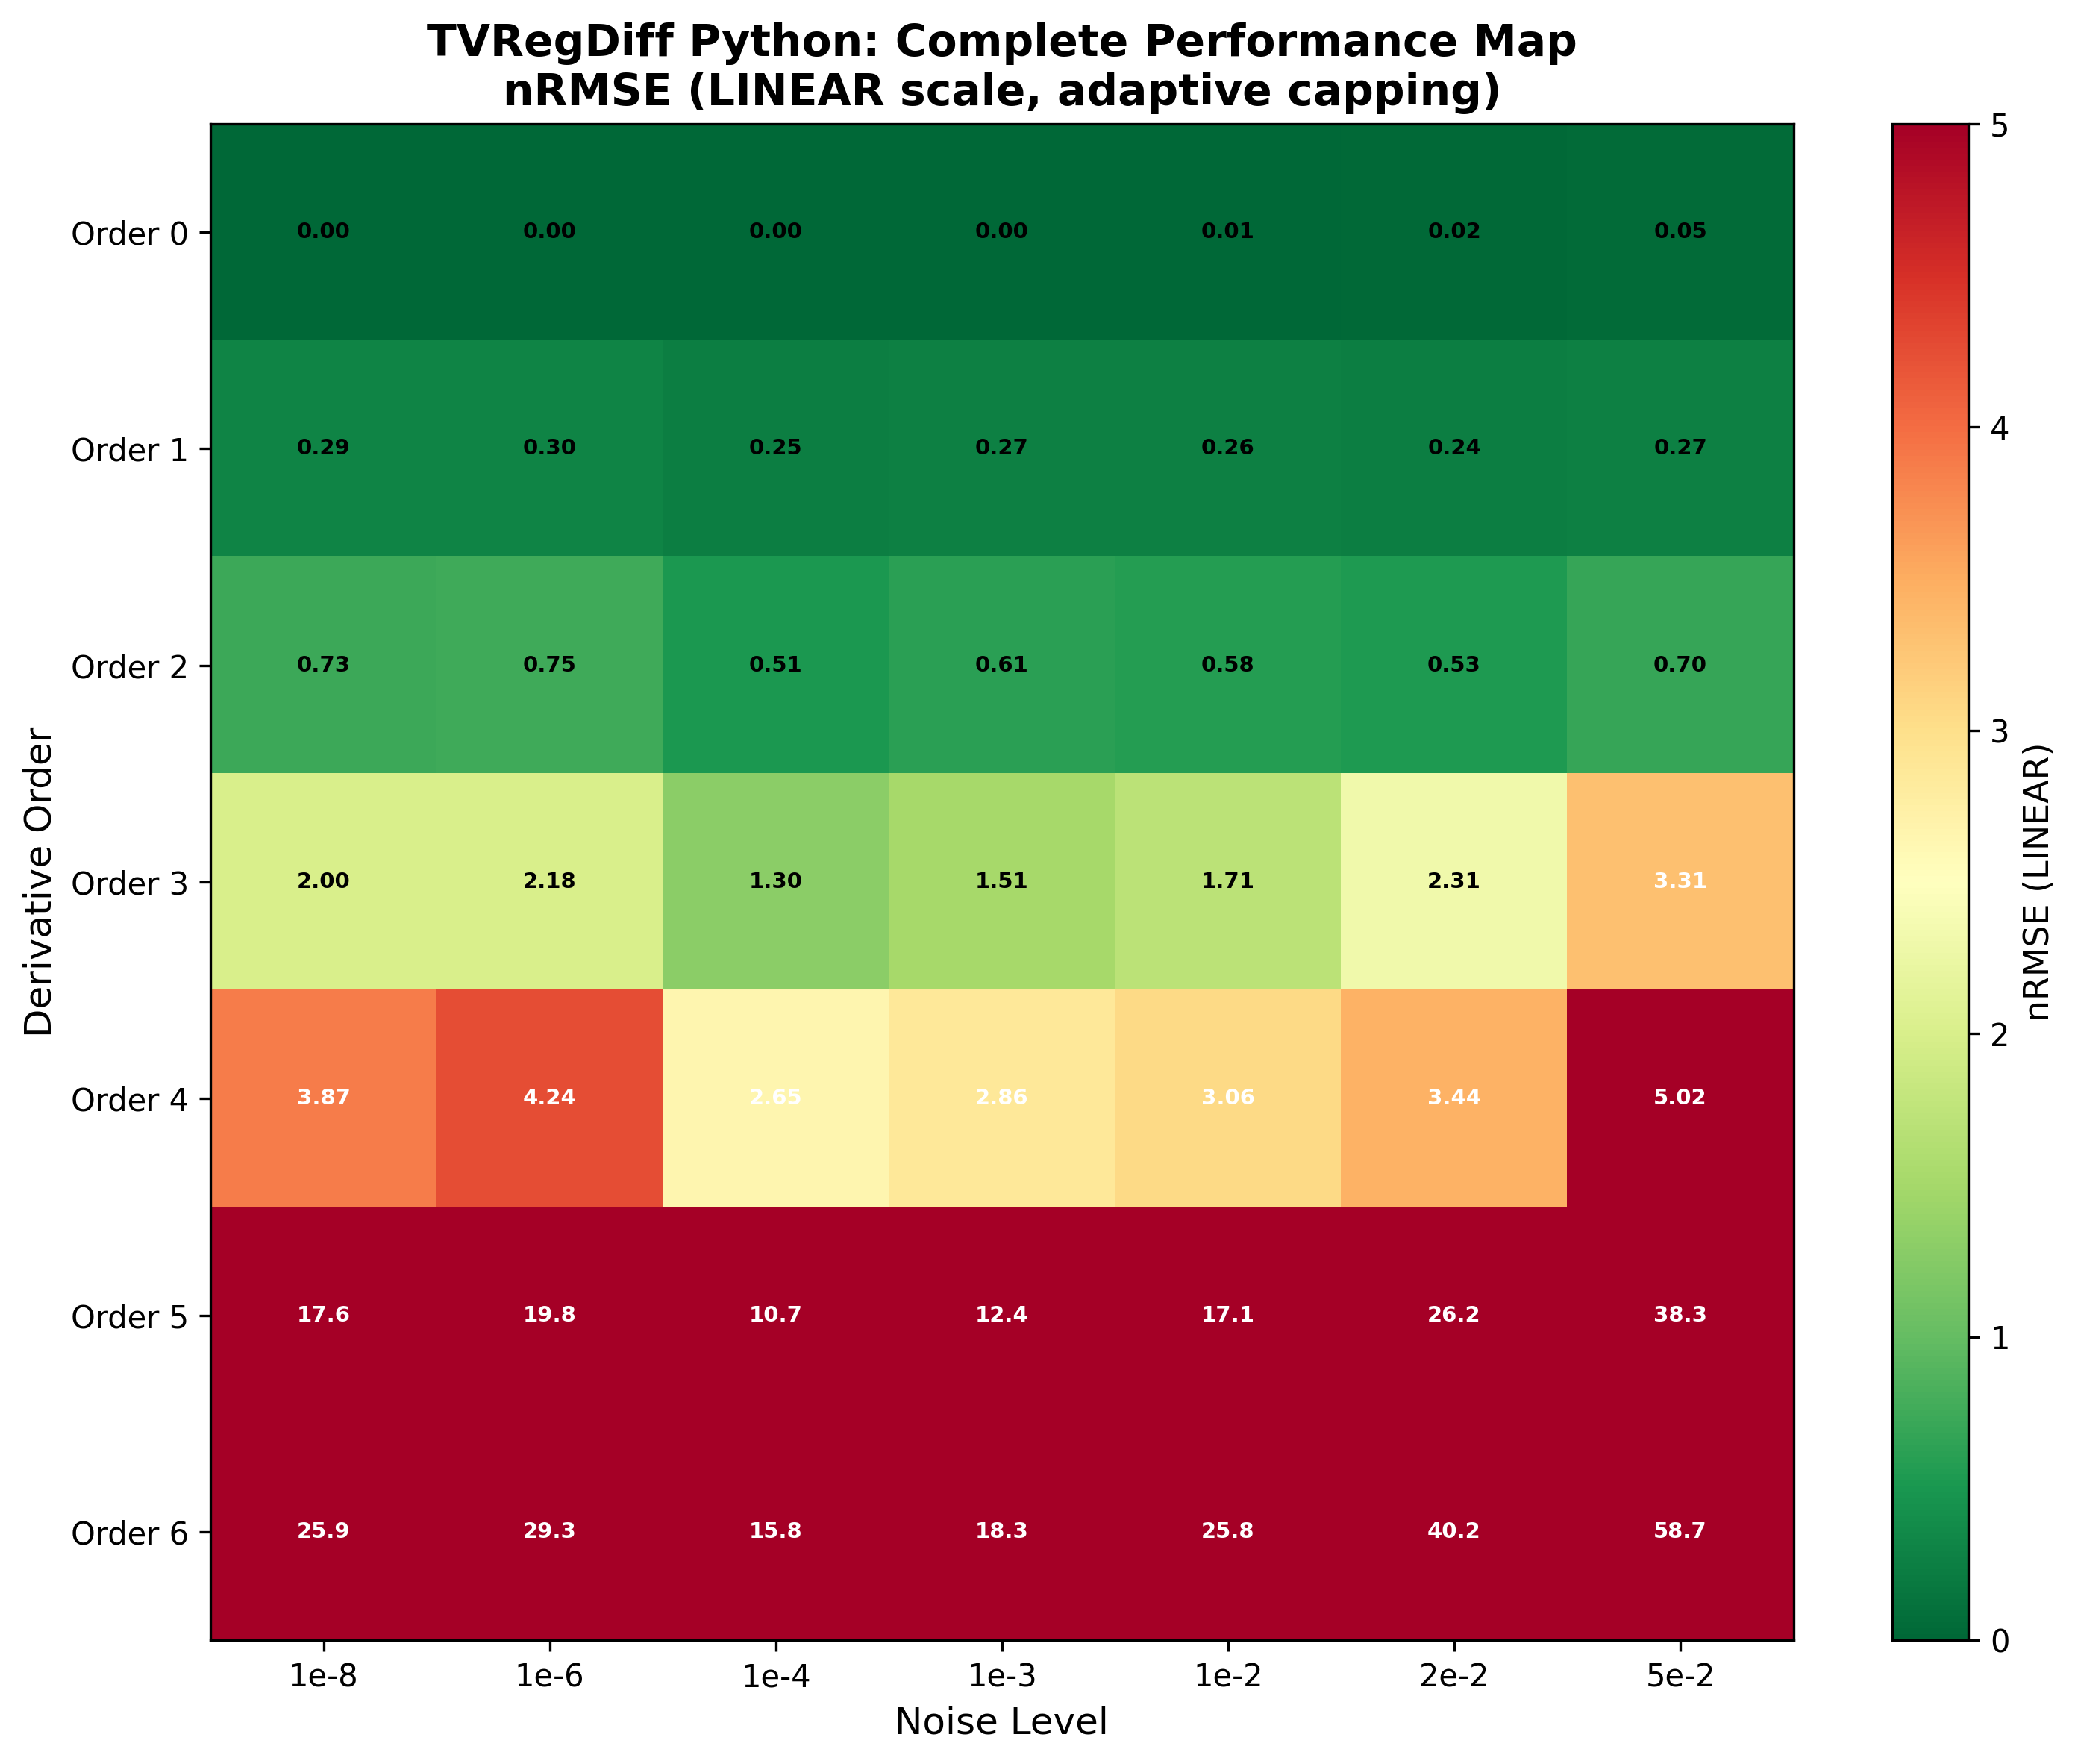 TVRegDiff Python: Complete Performance Map
nRMSE (LINEAR scale, adaptive capping)
Derivative Order
Order 0 0.00 0.00 0.00 0.00 0.01 0.02 0.05
Order 1 0.29 0.30 0.25 0.27 0.26 0.24 0.27
Order 2 0.73 0.75 0.51 0.61 0.58 0.53 0.70
Order 3 2.00 2.18 1.30 1.51 1.71 2.31 3.31
Order 4 3.87 4.24 2.65 2.86 3.06 3.44 5.02
Order 5 17.6 19.8 10.7 12.4 17.1 26.2 38.3
Order 6 25.9 29.3 15.8 18.3 25.8 40.2 58.7
1e-8 1e-6 1e-4 1e-3 1e-2 2e-2 5e-2
Noise Level
5
4
3
2
1
0
nRMSE (LINEAR)